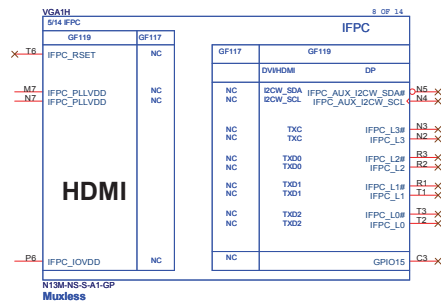 VGA1H 8 OF 14
5/14 IFPC IFPC
GF119 GF117 GF117 GF119
T6 IFPC_RSET NC
DVI/HDMI DP
M7 IFPC_PLLVDD NC NC I2CW_SDA IFPC_AUX_I2CW_SDA# N5
N7 IFPC_PLLVDD NC NC I2CW_SCL IFPC_AUX_I2CW_SCL N4
NC TXC IFPC_L3# N3
NC TXC IFPC_L3 N2
NC TXD0 IFPC_L2# R3
NC TXD0 IFPC_L2 R2
HDMI
NC TXD1 IFPC_L1# R1
NC TXD1 IFPC_L1 T1
NC TXD2 IFPC_L0# T3
NC TXD2 IFPC_L0 T2
P6 IFPC_IOVDD NC NC GPIO15 C3
N13M-NS-S-A1-GP
Muxless